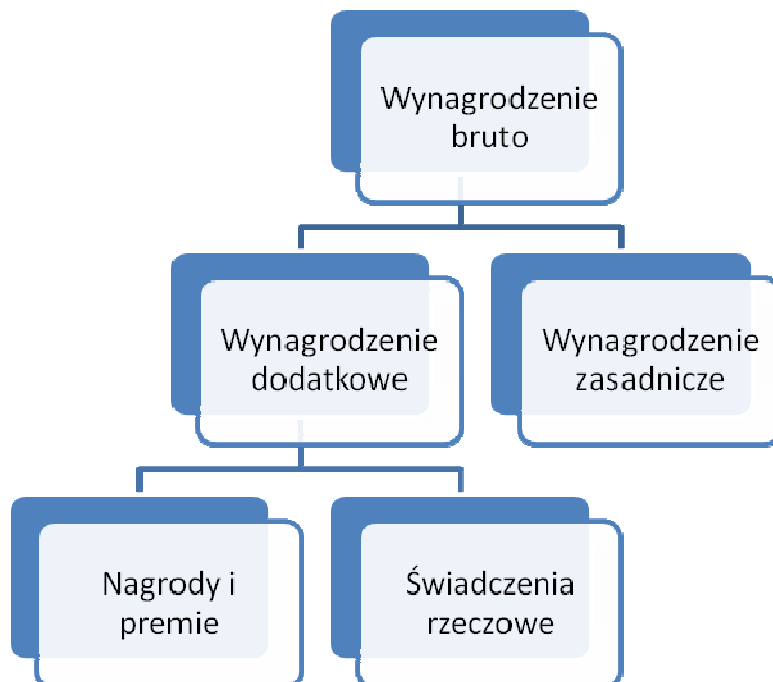 Wynagrodzenie
bruto
Wynagrodzenie
dodatkowe
Wynagrodzenie
zasadnicze
Nagrody i
premie
Świadczenia
rzeczowe